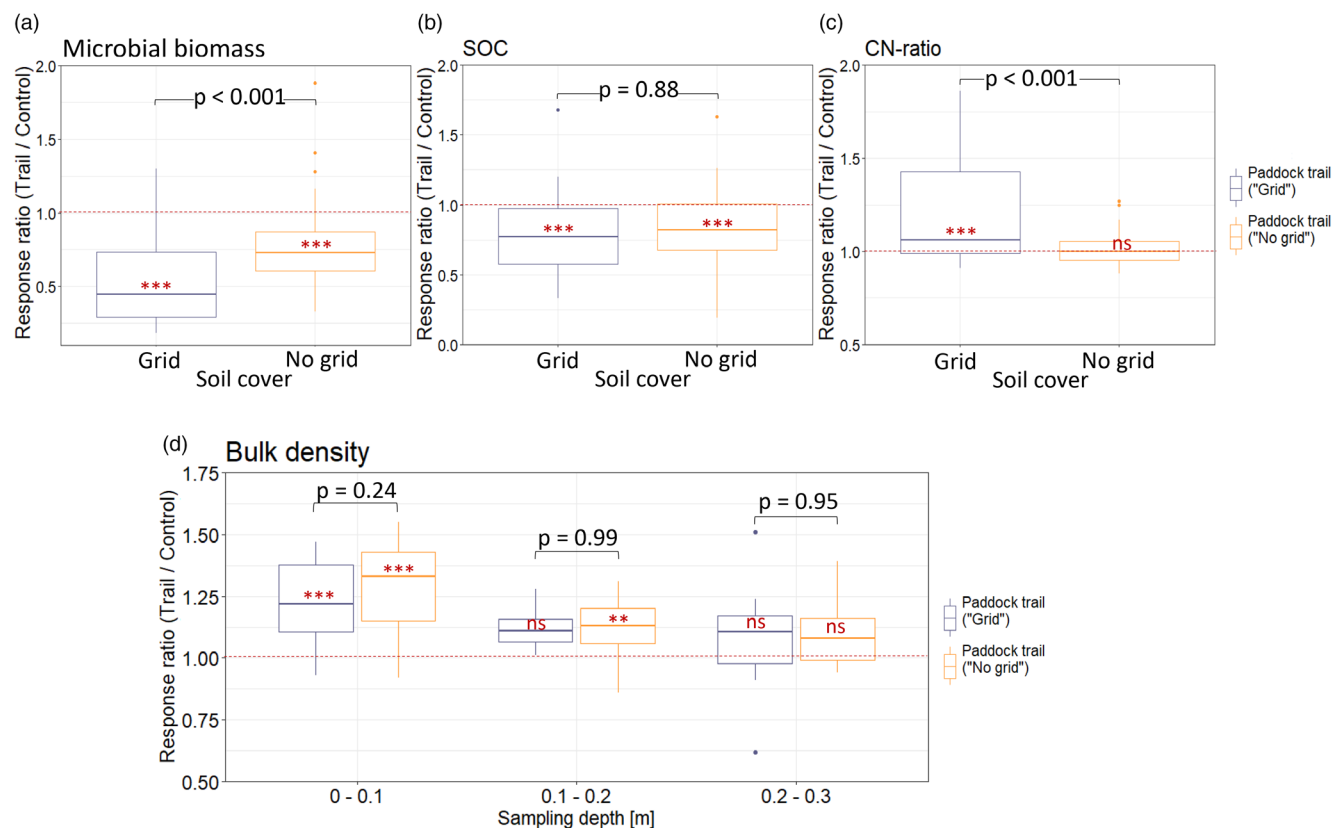 (a)
Microbial biomass
Response ratio (Trail / Control)
2.0
1.5
1.0
0.5
p < 0.001
***
***
Grid
No grid
Soil cover
(b)
SOC
Response ratio (Trail / Control)
2.0
1.5
1.0
0.5
0.0
p = 0.88
***
***
Grid
No grid
Soil cover
(c)
CN-ratio
Response ratio (Trail / Control)
2.0
1.5
1.0
0.5
p < 0.001
***
ns
Grid
No grid
Soil cover
Paddock trail
("Grid")
Paddock trail
("No grid")
(d)
Bulk density
Response ratio (Trail / Control)
1.75
1.50
1.25
1.00
0.75
0.50
p = 0.24
p = 0.99
p = 0.95
***
***
ns
**
ns
ns
0 - 0.1
0.1 - 0.2
0.2 - 0.3
Sampling depth [m]
Paddock trail
("Grid")
Paddock trail
("No grid")